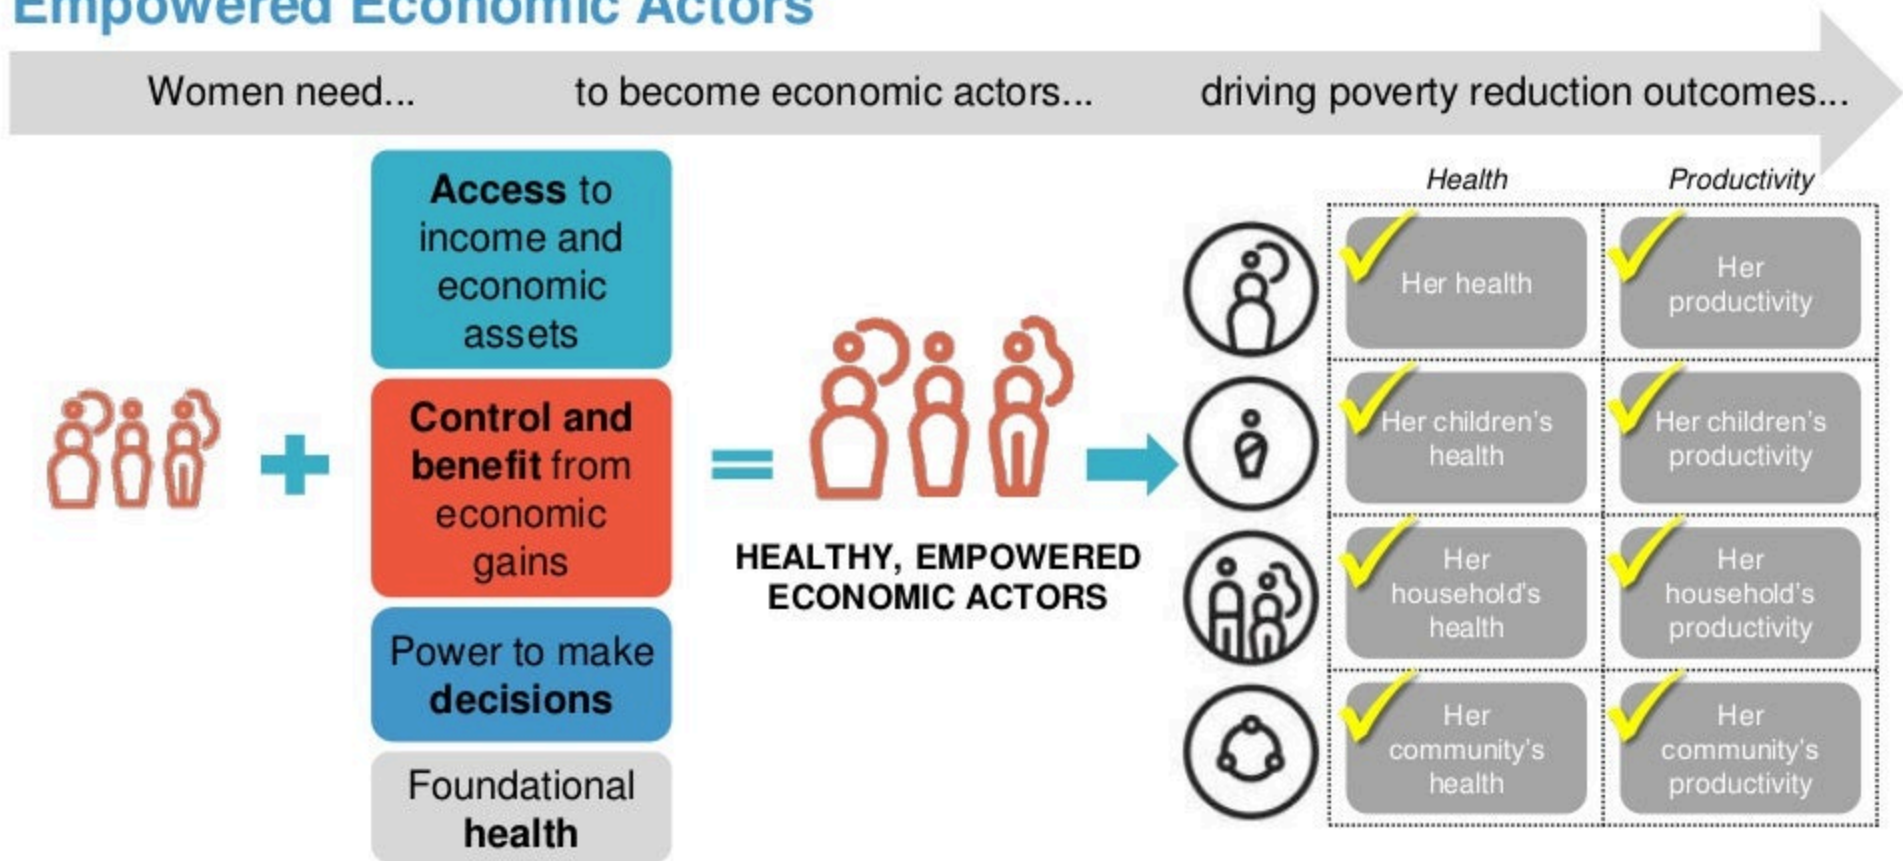 Empowered Economic Actors
Women need...
to become economic actors...
driving poverty reduction outcomes...
Access to
income and
economic
assets
Control and
benefit from
economic
gains
Power to make
decisions
Foundational
health
HEALTHY, EMPOWERED
ECONOMIC ACTORS
Health
Productivity
Her health
Her
productivity
Her children's
health
Her children's
productivity
Her
household's
health
Her
household's
productivity
Her
community's
health
Her
community's
productivity